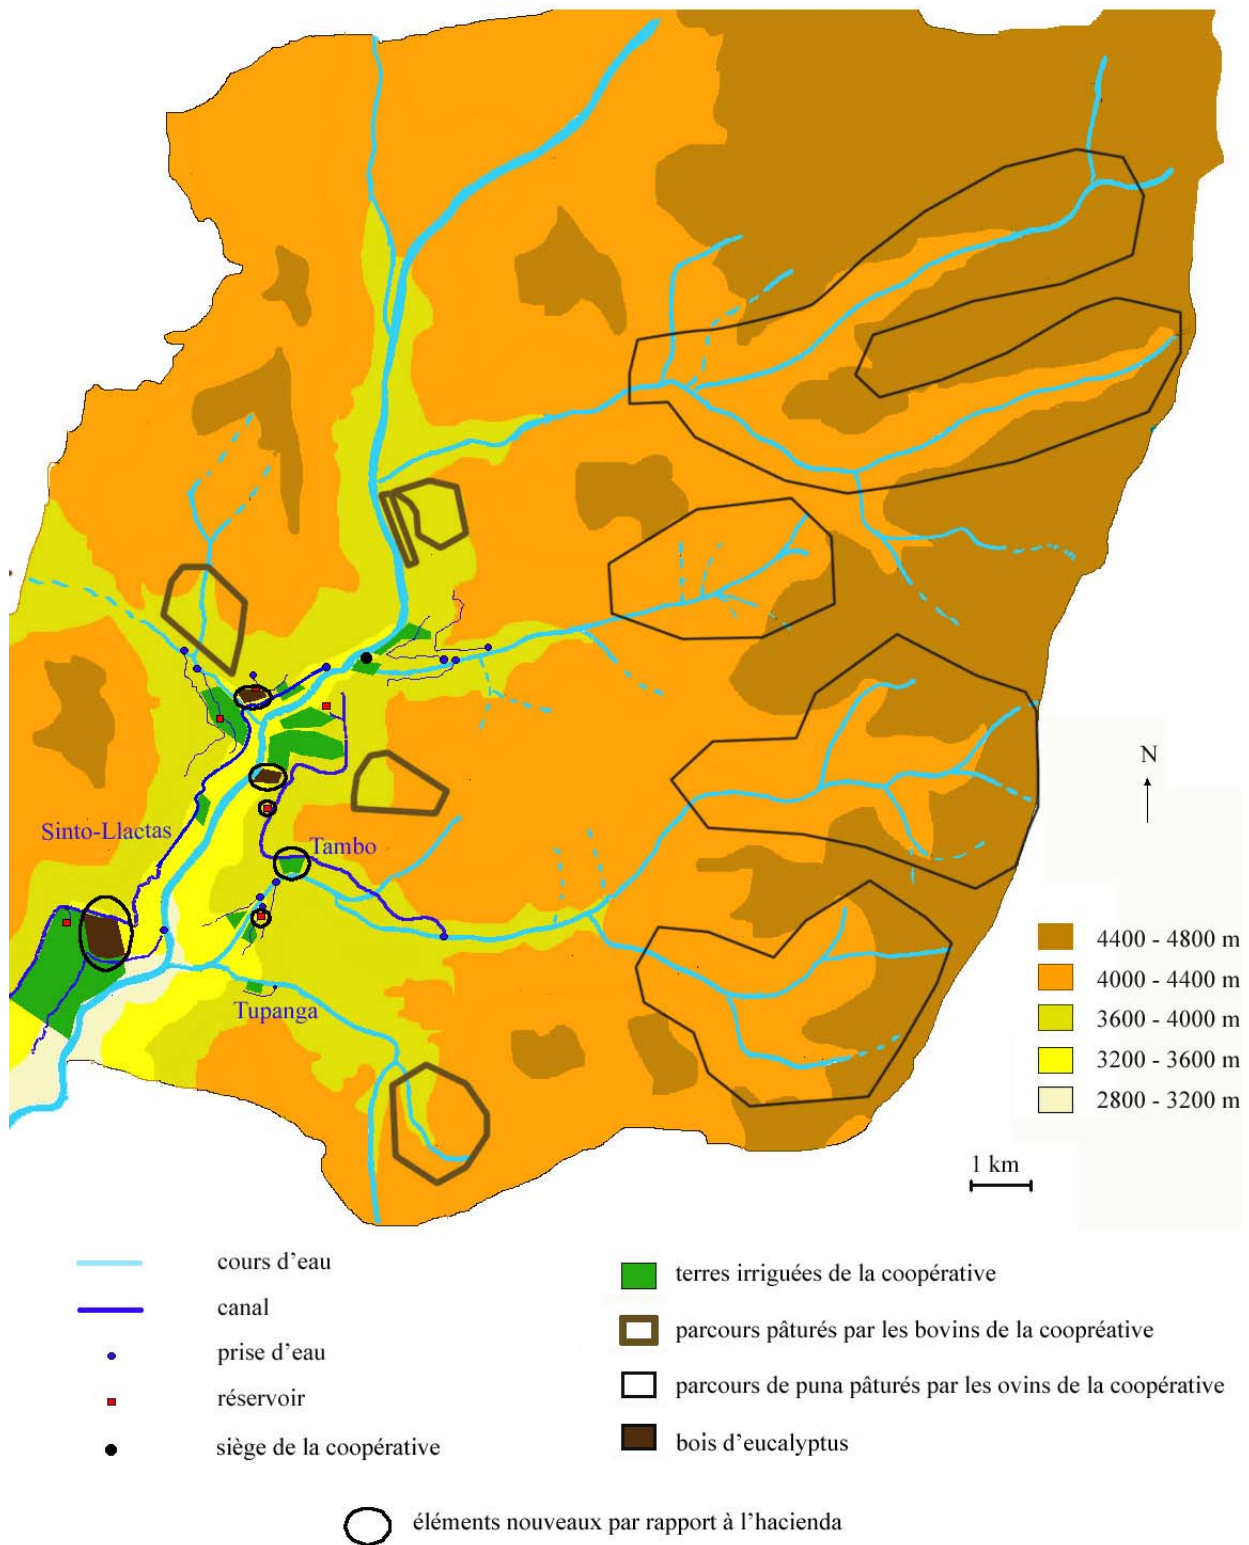 Sinto-Llactas
Tambo
Tupanga
N
4400 - 4800 m
4000 - 4400 m
3600 - 4000 m
3200 - 3600 m
2800 - 3200 m
1 km
cours d'eau
canal
prise d'eau
réservoir
siège de la coopérative
terres irriguées de la coopérative
parcours pâturés par les bovins de la coopréative
parcours de puna pâturés par les ovins de la coopérative
bois d'eucalyptus
éléments nouveaux par rapport à l'hacienda